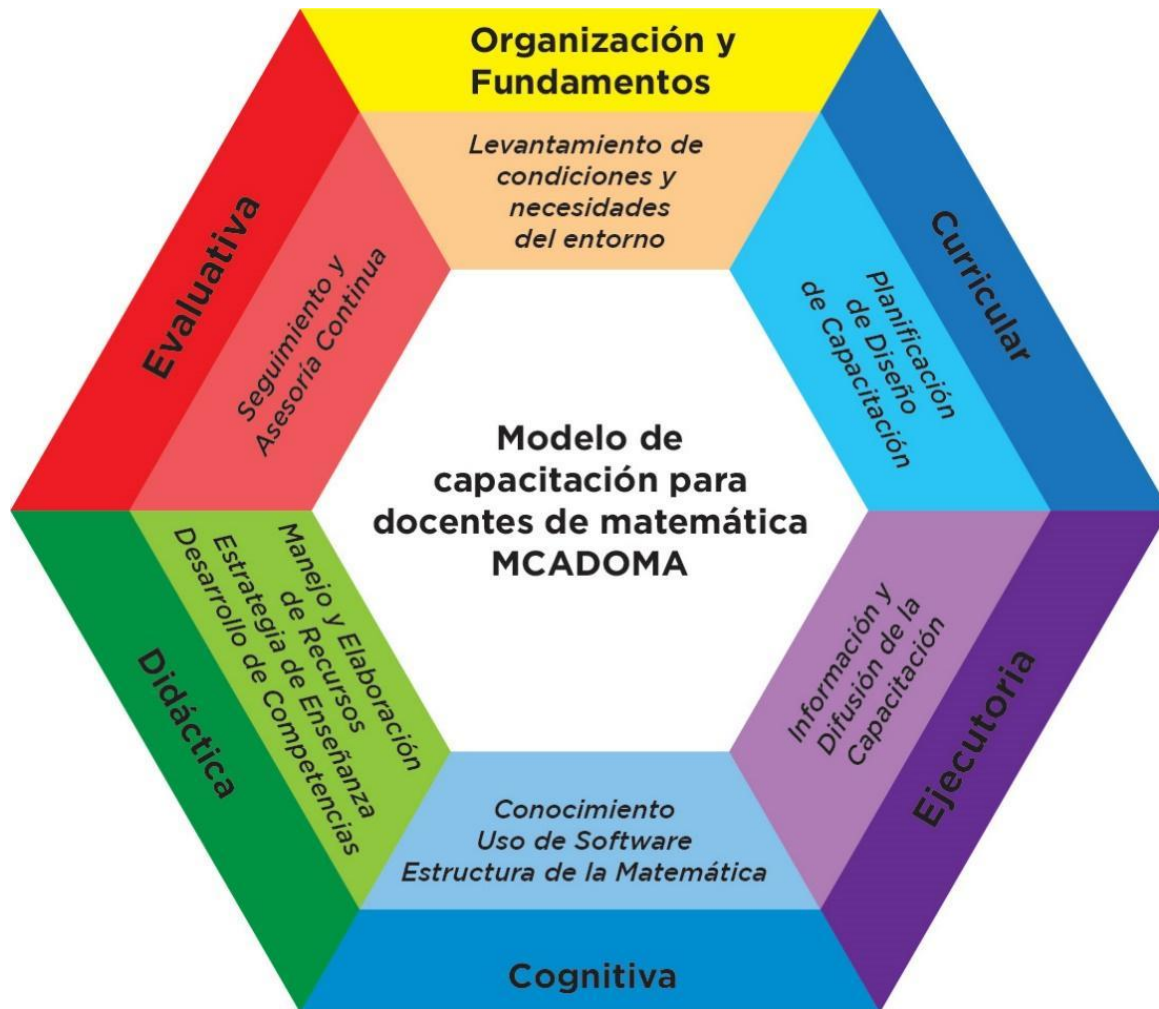 Organización y
Fundamentos
Levantamiento de
condiciones y
necesidades
del entorno
Curricular
Planificación
de Diseño
de Capacitación
Ejecutoria
Información y
Difusión de la
Capacitación
Cognitiva
Conocimiento
Uso de Software
Estructura de la Matemática
Didáctica
Manejo y Elaboración
de Recursos
Estrategia de Enseñanza
Desarrollo de Competencias
Evaluativa
Seguimiento y
Asesoría Continua
Modelo de
capacitación para
docentes de matemática
MCADOMA